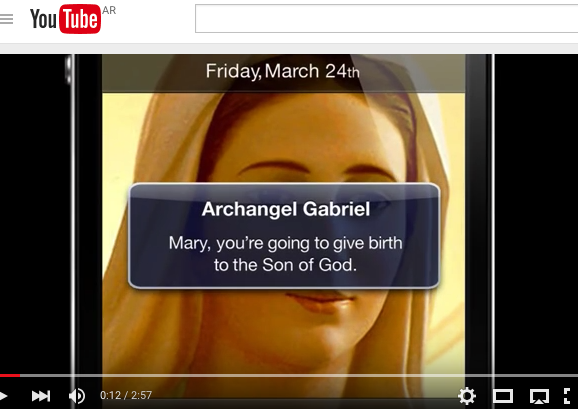 YouTube AR
Friday, March 24th
Archangel Gabriel
Mary, you're going to give birth
to the Son of God.
0:12 / 2:57